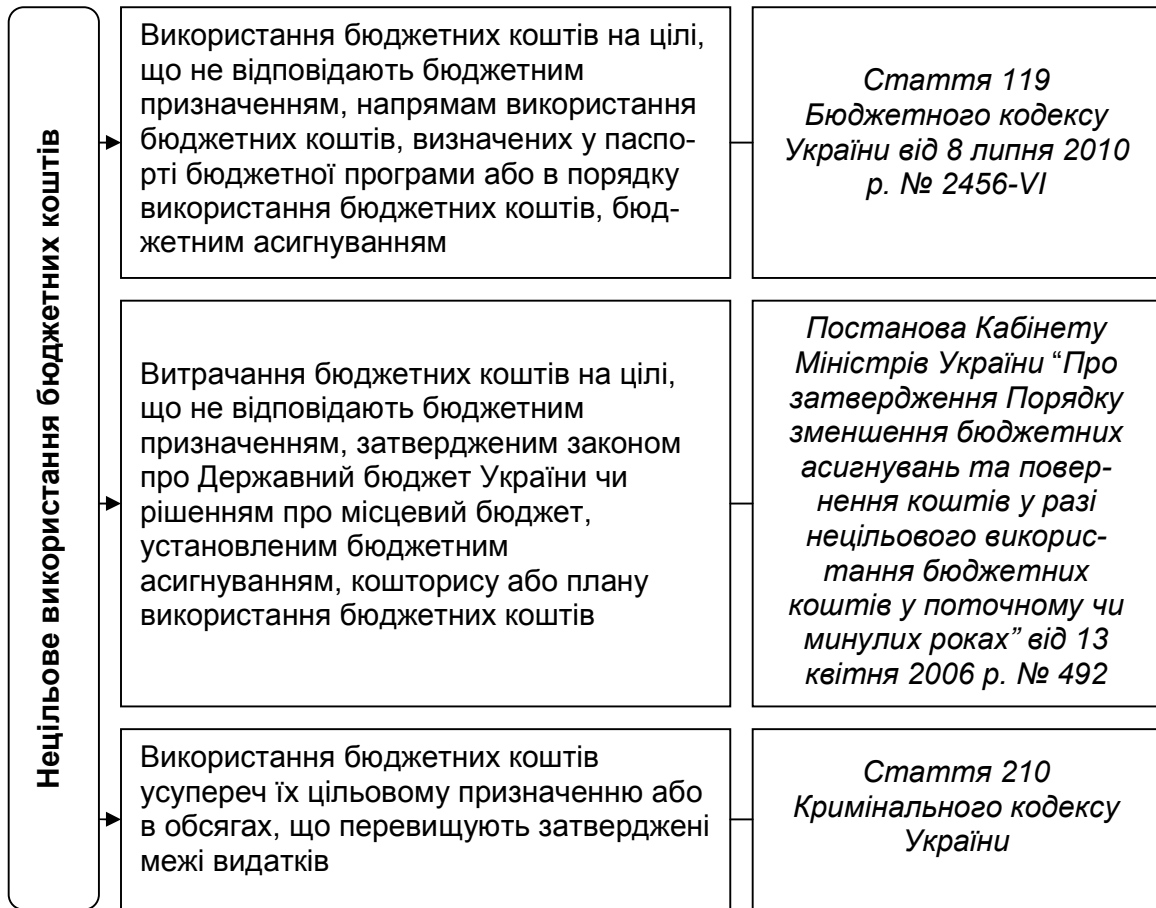 Нецільове використання бюджетних коштів
Використання бюджетних коштів на цілі,
що не відповідають бюджетним
призначенням, напрямам використання
бюджетних коштів, визначених у паспо-
рті бюджетної програми або в порядку
використання бюджетних коштів, бюд-
жетним асигнуванням
Стаття 119
Бюджетного кодексу
України від 8 липня 2010
р. № 2456-VI
Витрачання бюджетних коштів на цілі,
що не відповідають бюджетним
призначенням, затвердженим законом
про Державний бюджет України чи
рішенням про місцевий бюджет,
установленим бюджетним
асигнуванням, кошторису або плану
використання бюджетних коштів
Постанова Кабінету
Міністрів України “Про
затвердження Порядку
зменшення бюджетних
асигнувань та повер-
нення коштів у разі
нецільового викорис-
тання бюджетних
коштів у поточному чи
минулих роках” від 13
квітня 2006 р. № 492
Використання бюджетних коштів
усупереч їх цільовому призначенню або
в обсягах, що перевищують затверджені
межі видатків
Стаття 210
Кримінального кодексу
України